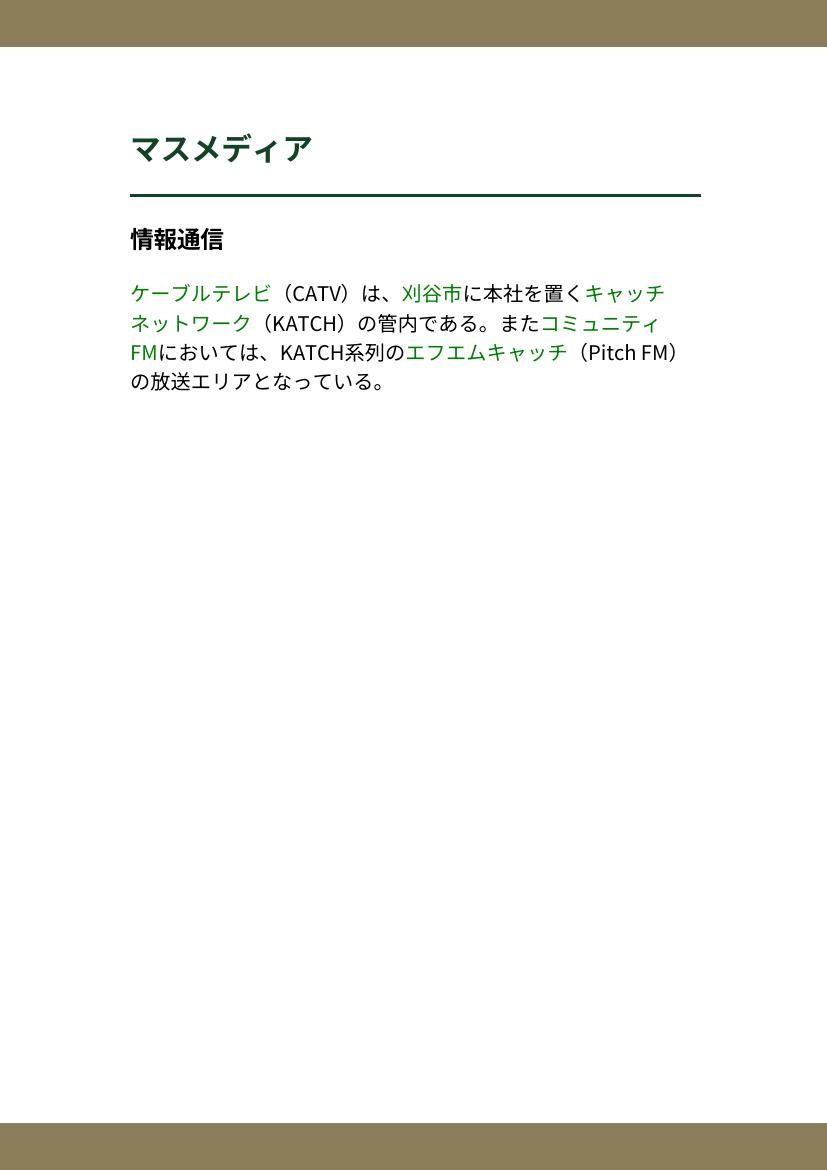 マスメディア
情報通信
ケーブルテレビ（CATV）は、刈谷市に本社を置くキャッチ
ネットワーク（KATCH）の管内である。またコミュニティ
FMにおいては、KATCH系列のエフエムキャッチ（Pitch FM）
の放送エリアとなっている。